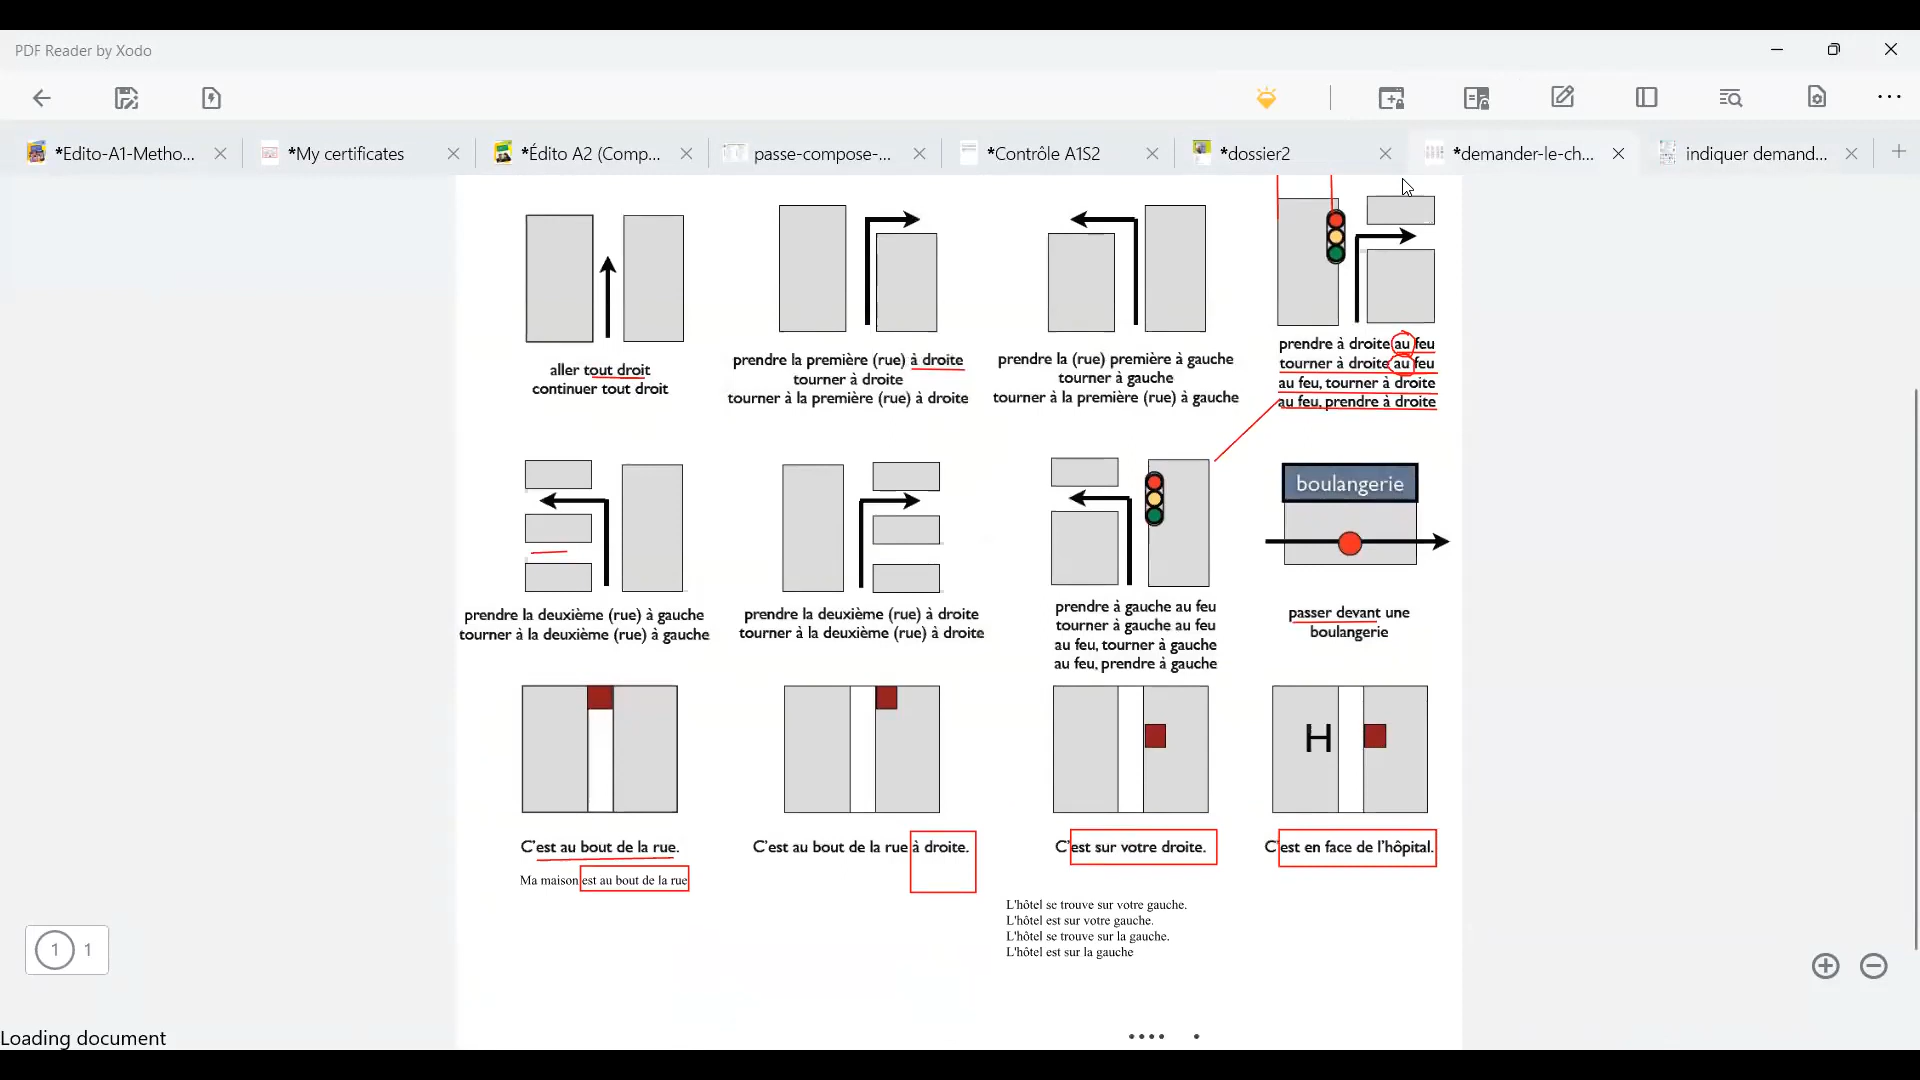 PDF Reader by Xodo
*Edito-A1-Metho...
*My certificates
*Édito A2 (Comp...
passe-compose-...
*Contrôle A1S2
*dossier2
*demander-le-ch...
indiquer demand...
aller tout droit
continuer tout droit
prendre la première (rue) à droite
tourner à droite
tourner à la première (rue) à droite
prendre la (rue) première à gauche
tourner à gauche
tourner à la première (rue) à gauche
prendre à droite au feu
tourner à droite au feu
au feu, tourner à droite
au feu, prendre à droite
prendre la deuxième (rue) à gauche
tourner à la deuxième (rue) à gauche
prendre la deuxième (rue) à droite
tourner à la deuxième (rue) à droite
prendre à gauche au feu
tourner à gauche au feu
au feu, tourner à gauche
au feu, prendre à gauche
boulangerie
passer devant une
boulangerie
H
C'est au bout de la rue.
Ma maison est au bout de la rue
C'est au bout de la rue à droite.
C'est sur votre droite.
C'est en face de l'hôpital.
L'hôtel se trouve sur votre gauche.
L'hôtel est sur votre gauche.
L'hôtel se trouve sur la gauche.
L'hôtel est sur la gauche
1 1
Loading document